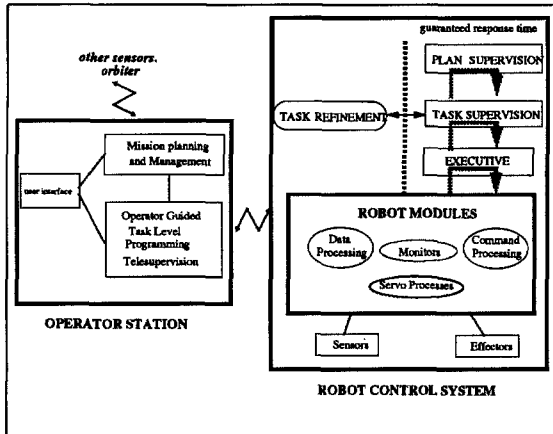 guaranteed response time
other sensors.
orbiter
PLAN SUPERVISION
TASK REFINEMENT
TASK SUPERVISION
EXECUTIVE
Mission planning
and Management
user interface
Operator Guided
Task Level
Programming
Telesupervision
ROBOT MODULES
Data
Processing
Monitors
Command
Processing
Servo Processes
OPERATOR STATION
Sensors
Effectors
ROBOT CONTROL SYSTEM